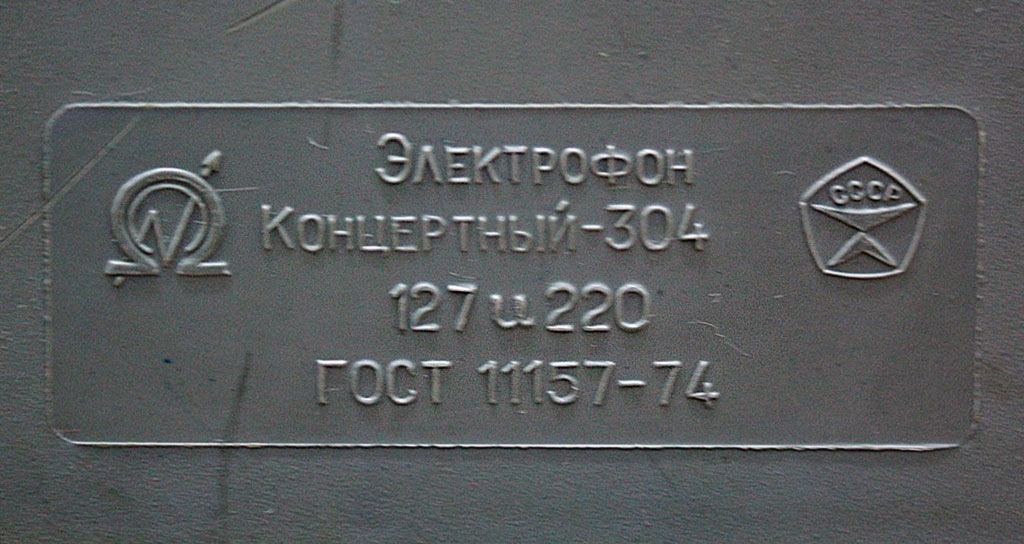 Электрофон
Концертный-304
СССР
127 и 220
ГОСТ 11157-74